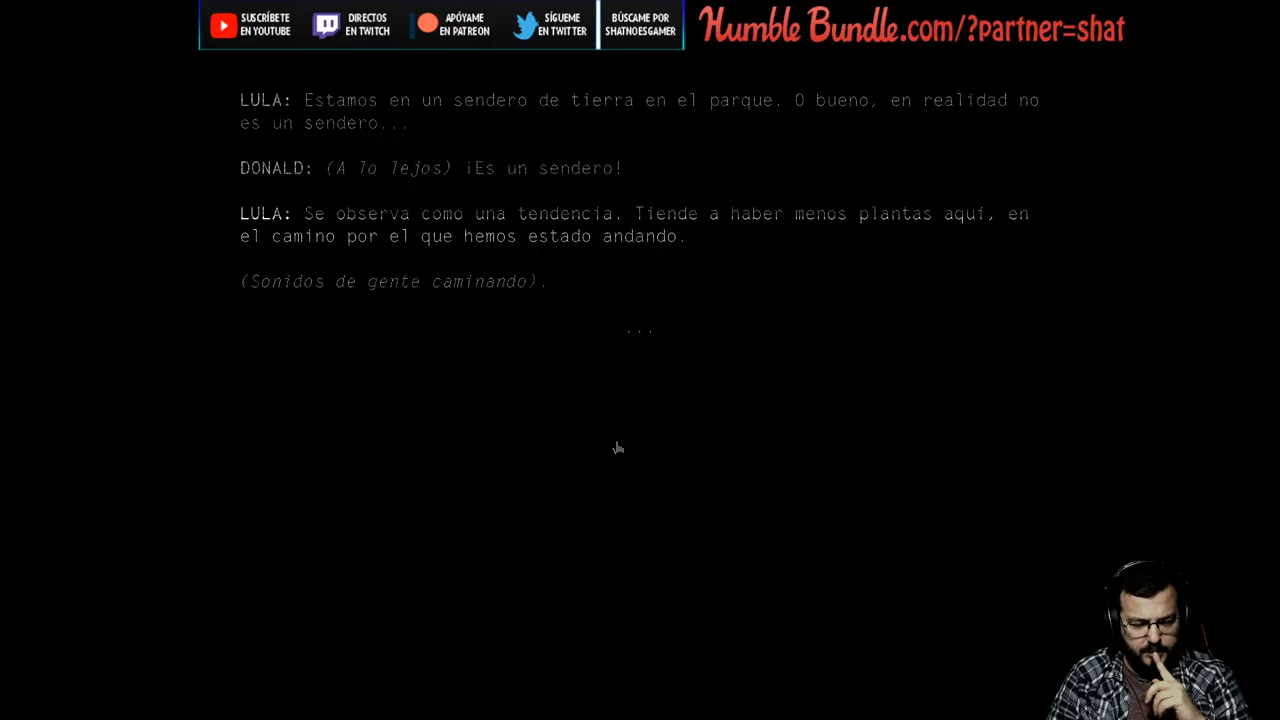 SUSCRÍBETE
EN YOUTUBE
DIRECTOS
EN TWITCH
APÓYAME
EN PATREON
SÍGUEME
EN TWITTER
BÚSCAME POR
SHATNOESGAMER
Humble Bundle.com/?partner=shat
LULA: Estamos en un sendero de tierra en el parque. O bueno, en realidad no
es un sendero...
DONALD: (A lo lejos) ¡Es un sendero!
LULA: Se observa como una tendencia. Tiende a haber menos plantas aquí, en
el camino por el que hemos estado andando.
(Sonidos de gente caminando).
...